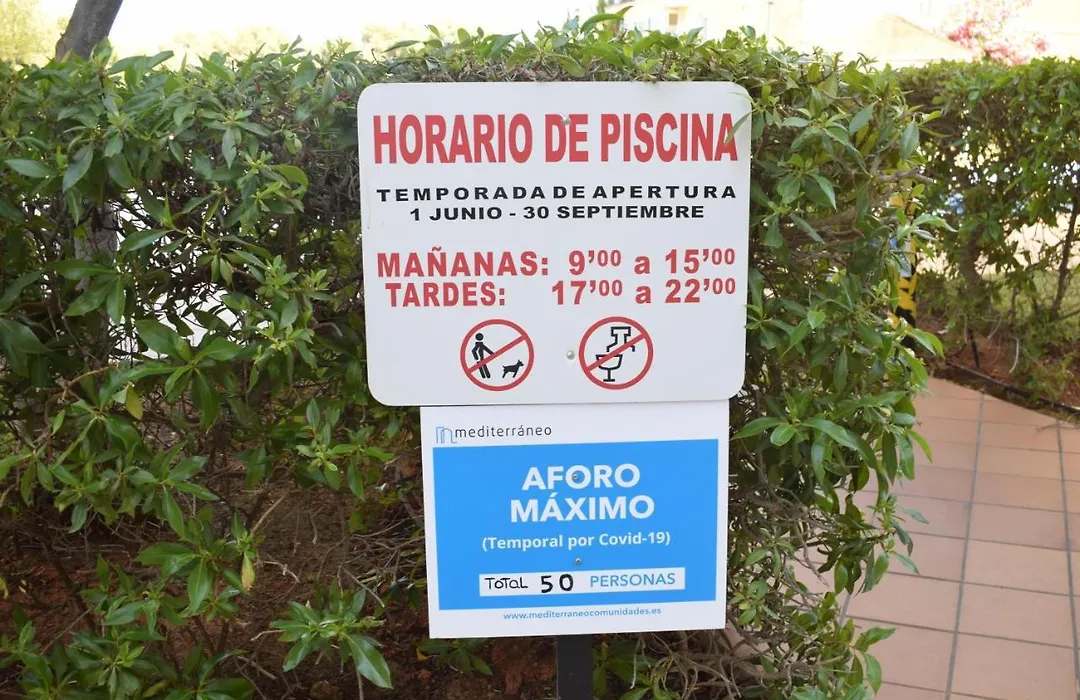 HORARIO DE PISCINA
TEMPORADA DE APERTURA
1 JUNIO - 30 SEPTIEMBRE
MAÑANAS: 9'00 a 15'00
TARDES: 17'00 a 22'00
mediterráneo
AFORO
MÁXIMO
(Temporal por Covid-19)
TOTAL 50 PERSONAS
www.mediterraneocomunidades.es